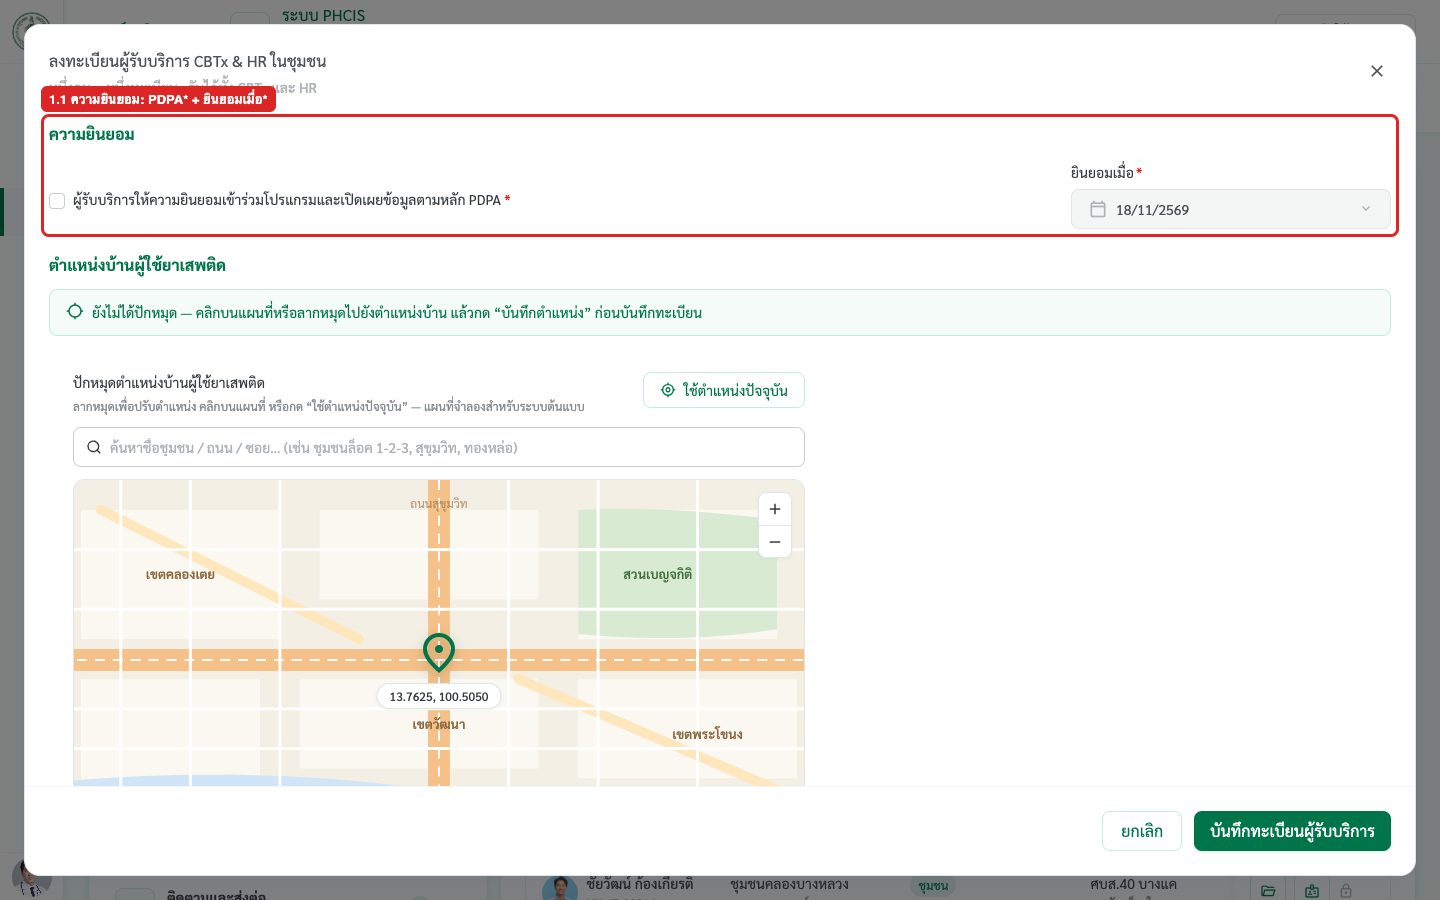 ระบบ PHCIS
ลงทะเบียนผู้รับบริการ CBTx & HR ในชุมชน
และ HR
1.1 ความยินยอม: PDPA* + ยินยอมเมื่อ*
ความยินยอม
ยินยอมเมื่อ *
ผู้รับบริการให้ความยินยอมเข้าร่วมโปรแกรมและเปิดเผยข้อมูลตามหลัก PDPA *
18/11/2569
ตำแหน่งบ้านผู้ใช้ยาเสพติด
ยังไม่ได้ปักหมุด — คลิกบนแผนที่หรือลากหมุดไปยังตำแหน่งบ้าน แล้วกด “บันทึกตำแหน่ง” ก่อนบันทึกทะเบียน
ปักหมุดตำแหน่งบ้านผู้ใช้ยาเสพติด
ใช้ตำแหน่งปัจจุบัน
ลากหมุดเพื่อปรับตำแหน่ง คลิกบนแผนที่ หรือกด “ใช้ตำแหน่งปัจจุบัน” — แผนที่จำลองสำหรับระบบต้นแบบ
ค้นหาชื่อชุมชน / ถนน / ซอย... (เช่น ชุมชนล็อค 1-2-3, สุขุมวิท, ทองหล่อ)
ถนนสุขุมวิท
+
−
เขตคลองเตย
สวนเบญจกิติ
13.7625, 100.5050
เขตวัฒนา
เขตพระโขนง
ยกเลิก
บันทึกทะเบียนผู้รับบริการ
ติดตามและส่งต่อ
ชัยวัฒน์ ก้องเกียรติ
ชุมชนคลองบางหลวง
ชุมชน
ศบส.40 บางแค